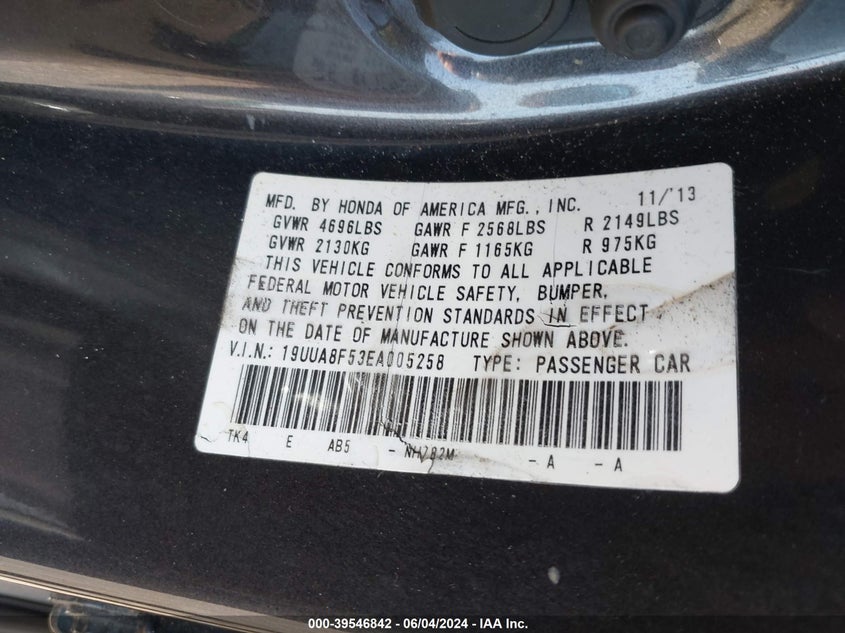 MFD. BY HONDA OF AMERICA MFG., INC. 11/'13
GVWR 4696LBS GAWR F 2568LBS R 2149LBS
GVWR 2130KG GAWR F 1165KG R 975KG
THIS VEHICLE CONFORMS TO ALL APPLICABLE
FEDERAL MOTOR VEHICLE SAFETY, BUMPER,
AND THEFT PREVENTION STANDARDS IN EFFECT
ON THE DATE OF MANUFACTURE SHOWN ABOVE.
V.I.N.: 19UUA8F53EA005258 TYPE: PASSENGER CAR
TK4 E AB5 - NH782M - A - A
000-39546842 / 06/04/2024 - IAA Inc.